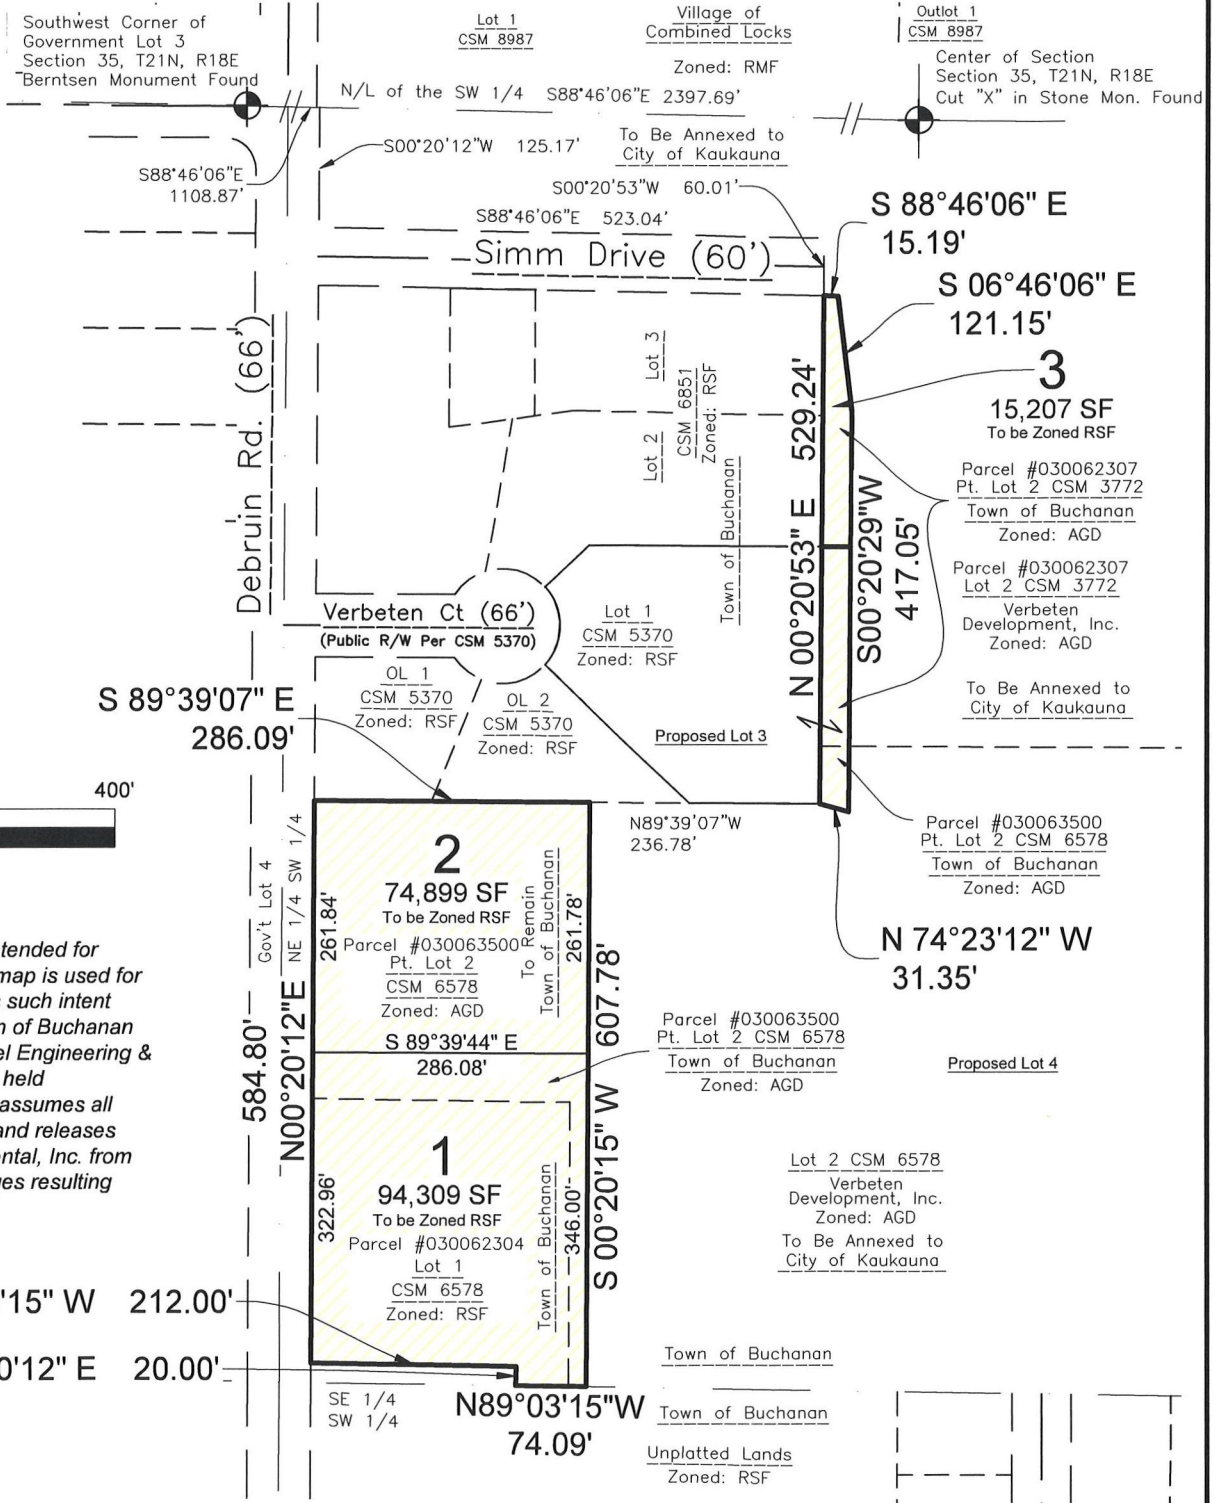 Southwest Corner of
Government Lot 3
Section 35, T21N, R18E
Berntsen Monument Found
Lot 1
CSM 8987
Village of
Combined Locks
Zoned: RMF
Outlot 1
CSM 8987
Center of Section
Section 35, T21N, R18E
Cut "X" in Stone Mon. Found
N/L of the SW 1/4 S88°46'06"E 2397.69'
S00°20'12"W 125.17'
To Be Annexed to
City of Kaukauna
S88°46'06"E
1108.87'
S00°20'53"W 60.01'
S88°46'06"E 523.04'
Simm Drive (60')
S 88°46'06" E
15.19'
S 06°46'06" E
121.15'
3
15,207 SF
To be Zoned RSF
Debruin Rd. (66')
Lot 3
Lot 2
CSM 6851
Zoned: RSF
Town of Buchanan
N 00°20'53" E 529.24'
S00°20'29"W
417.05'
Parcel #030062307
Pt. Lot 2 CSM 3772
Town of Buchanan
Zoned: AGD
Parcel #030062307
Lot 2 CSM 3772
Verbeten
Development, Inc.
Zoned: AGD
To Be Annexed to
City of Kaukauna
Verbeten Ct (66')
(Public R/W Per CSM 5370)
Lot 1
CSM 5370
Zoned: RSF
OL 1
CSM 5370
Zoned: RSF
OL 2
CSM 5370
Zoned: RSF
Proposed Lot 3
S 89°39'07" E
286.09'
400'
N89°39'07"W
236.78'
Parcel #030063500
Pt. Lot 2 CSM 6578
Town of Buchanan
Zoned: AGD
N 74°23'12" W
31.35'
Gov't Lot 4
NE 1/4 SW 1/4
2
74,899 SF
To be Zoned RSF
Parcel #030063500
Pt. Lot 2
CSM 6578
Zoned: AGD
261.84'
To Remain
Town of Buchanan
261.78'
S 89°39'44" E
286.08'
584.80'
N00°20'12"E
S 00°20'15" W 607.78'
tended for
map is used for
such intent
n of Buchanan
el Engineering &
held
assumes all
and releases
ental, Inc. from
ges resulting
Parcel #030063500
Pt. Lot 2 CSM 6578
Town of Buchanan
Zoned: AGD
Proposed Lot 4
1
94,309 SF
To be Zoned RSF
Parcel #030062304
Lot 1
CSM 6578
Zoned: RSF
322.96'
Town of Buchanan
346.00'
Lot 2 CSM 6578
Verbeten
Development, Inc.
Zoned: AGD
To Be Annexed to
City of Kaukauna
'15" W 212.00'
0'12" E 20.00'
SE 1/4
SW 1/4
N89°03'15"W
74.09'
Town of Buchanan
Town of Buchanan
Unplatted Lands
Zoned: RSF